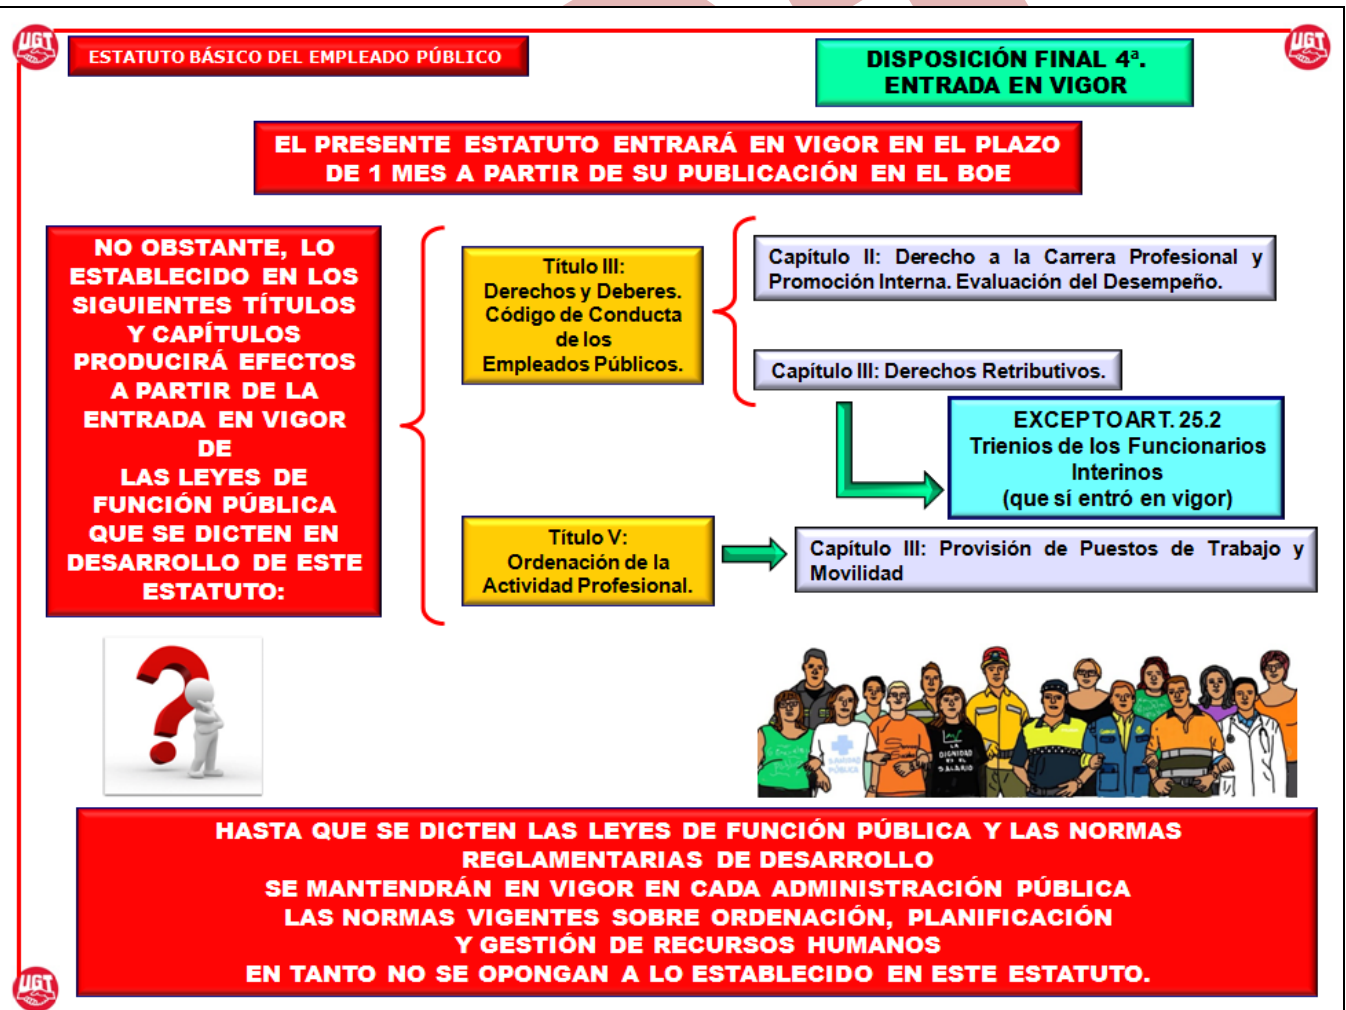 UGT
UGT
ESTATUTO BÁSICO DEL EMPLEADO PÚBLICO
DISPOSICIÓN FINAL 4ª.
ENTRADA EN VIGOR
EL PRESENTE ESTATUTO ENTRARÁ EN VIGOR EN EL PLAZO
DE 1 MES A PARTIR DE SU PUBLICACIÓN EN EL BOE
NO OBSTANTE, LO
ESTABLECIDO EN LOS
SIGUIENTES TÍTULOS
Y CAPÍTULOS
PRODUCIRÁ EFECTOS
A PARTIR DE LA
ENTRADA EN VIGOR
DE
LAS LEYES DE
FUNCIÓN PÚBLICA
QUE SE DICTEN EN
DESARROLLO DE ESTE
ESTATUTO:
Título III:
Derechos y Deberes.
Código de Conducta
de los
Empleados Públicos.
Capítulo II: Derecho a la Carrera Profesional y
Promoción Interna. Evaluación del Desempeño.
Capítulo III: Derechos Retributivos.
EXCEPTO ART. 25.2
Trienios de los Funcionarios
Interinos
(que sí entró en vigor)
Título V:
Ordenación de la
Actividad Profesional.
Capítulo III: Provisión de Puestos de Trabajo y
Movilidad
SANIDAD
PÚBLICA
LA
DIGNIDAD
ES EL
SALARIO
HASTA QUE SE DICTEN LAS LEYES DE FUNCIÓN PÚBLICA Y LAS NORMAS
REGLAMENTARIAS DE DESARROLLO
SE MANTENDRÁN EN VIGOR EN CADA ADMINISTRACIÓN PÚBLICA
LAS NORMAS VIGENTES SOBRE ORDENACIÓN, PLANIFICACIÓN
Y GESTIÓN DE RECURSOS HUMANOS
EN TANTO NO SE OPONGAN A LO ESTABLECIDO EN ESTE ESTATUTO.
UGT